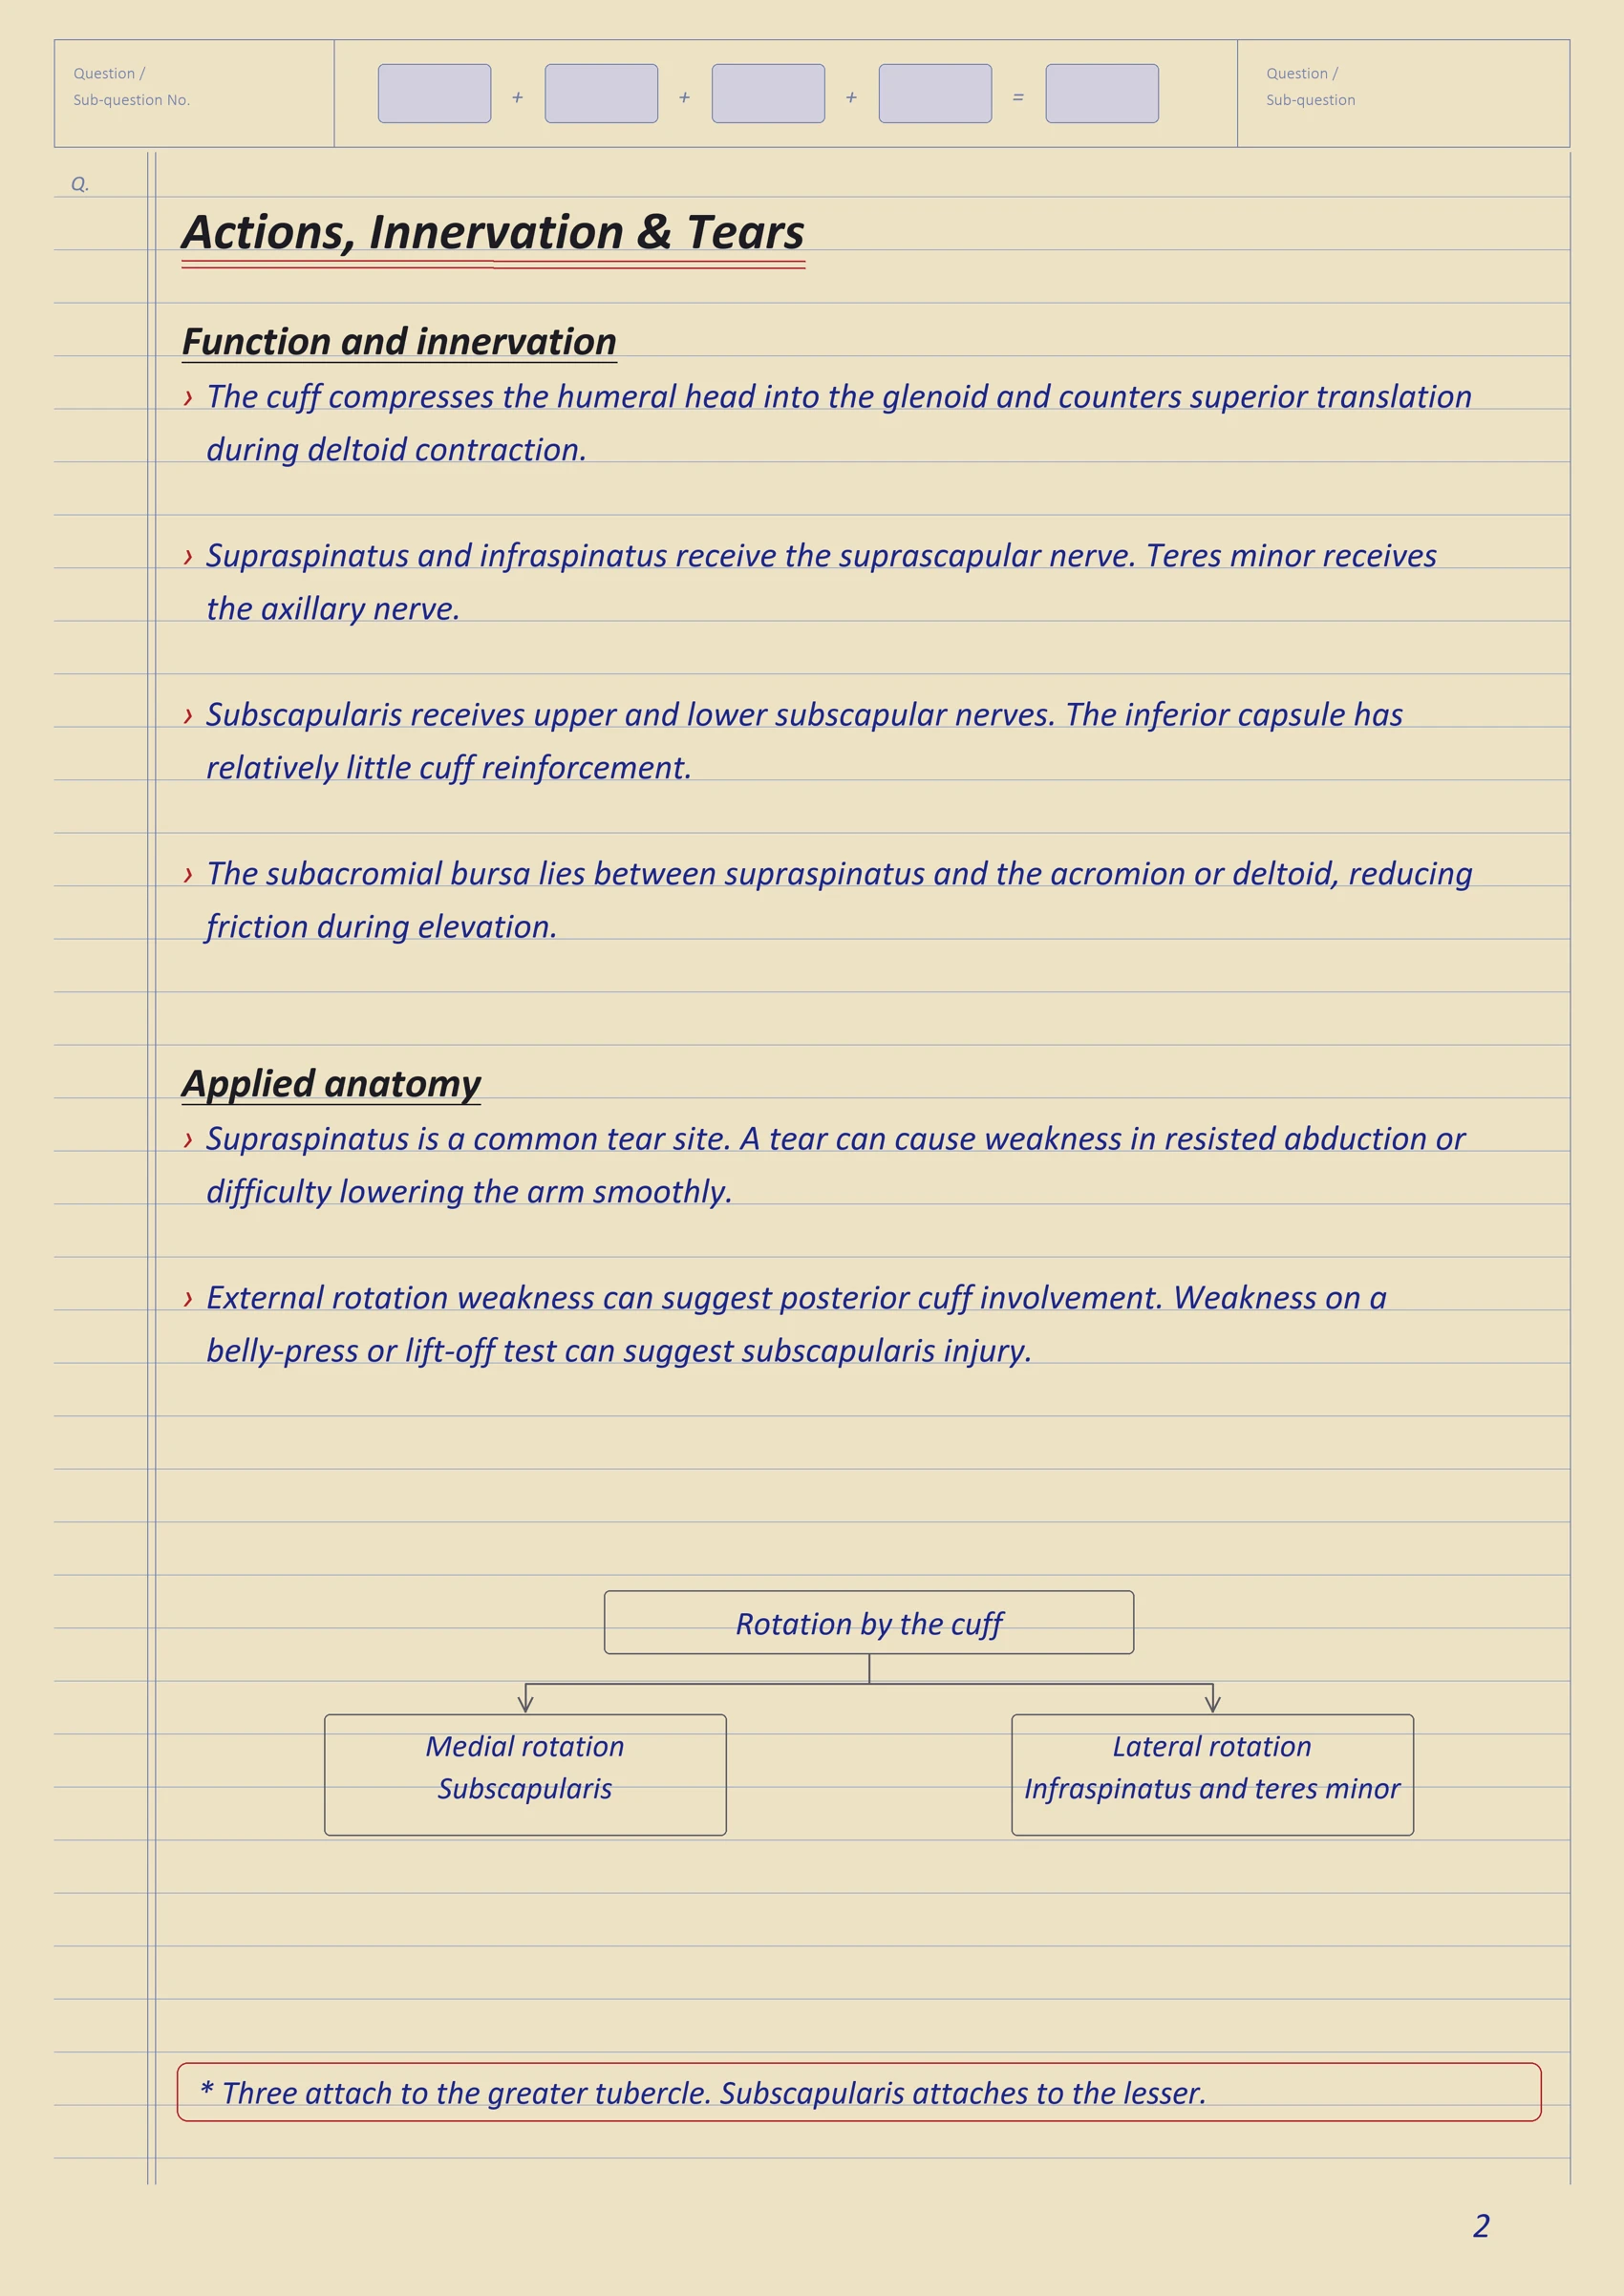 Question /
Sub-question No.
+ + + =
Question /
Sub-question
Q.
Actions, Innervation & Tears
Function and innervation
› The cuff compresses the humeral head into the glenoid and counters superior translation
during deltoid contraction.
› Supraspinatus and infraspinatus receive the suprascapular nerve. Teres minor receives
the axillary nerve.
› Subscapularis receives upper and lower subscapular nerves. The inferior capsule has
relatively little cuff reinforcement.
› The subacromial bursa lies between supraspinatus and the acromion or deltoid, reducing
friction during elevation.
Applied anatomy
› Supraspinatus is a common tear site. A tear can cause weakness in resisted abduction or
difficulty lowering the arm smoothly.
› External rotation weakness can suggest posterior cuff involvement. Weakness on a
belly-press or lift-off test can suggest subscapularis injury.
Rotation by the cuff
Medial rotation
Subscapularis
Lateral rotation
Infraspinatus and teres minor
* Three attach to the greater tubercle. Subscapularis attaches to the lesser.
2